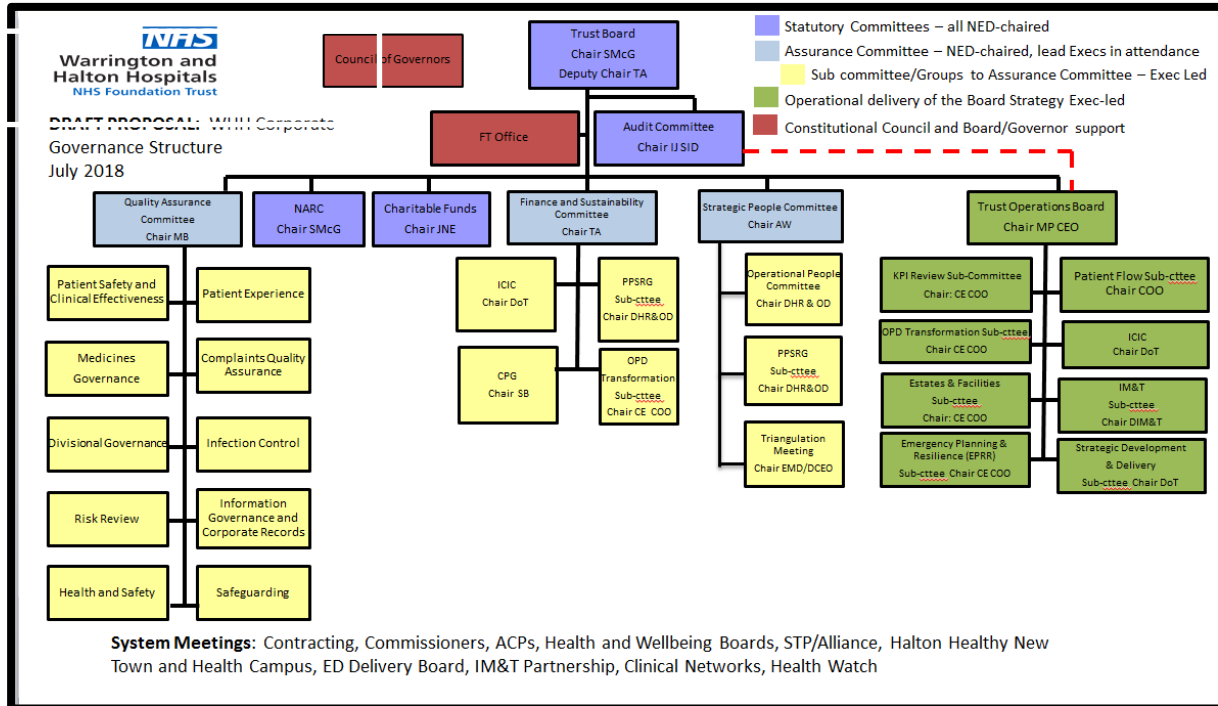 NHS
Warrington and
Halton Hospitals
NHS Foundation Trust
DRAFT PROPOSAL: WHH Corporate
Governance Structure
July 2018
Council of Governors
Trust Board
Chair SMcG
Deputy Chair TA
Statutory Committees – all NED-chaired
Assurance Committee – NED-chaired, lead Execs in attendance
Sub committee/Groups to Assurance Committee – Exec Led
Operational delivery of the Board Strategy Exec-led
Constitutional Council and Board/Governor support
FT Office
Audit Committee
Chair IJ SID
Quality Assurance
Committee
Chair MB
NARC
Chair SMcG
Charitable Funds
Chair JNE
Finance and Sustainability
Committee
Chair TA
Strategic People Committee
Chair AW
Trust Operations Board
Chair MP CEO
Patient Safety and
Clinical Effectiveness
Patient Experience
Medicines
Governance
Complaints Quality
Assurance
Divisional Governance
Infection Control
Risk Review
Information
Governance and
Corporate Records
Health and Safety
Safeguarding
ICIC
Chair DoT
PPSRG
Sub-cttee
Chair DHR&OD
CPG
Chair SB
OPD
Transformation
Sub-cttee
Chair CE COO
Operational People
Committee
Chair DHR & OD
PPSRG
Sub-cttee
Chair DHR&OD
Triangulation
Meeting
Chair EMD/DCEO
KPI Review Sub-Committee
Chair: CE COO
Patient Flow Sub-cttee
Chair COO
OPD Transformation Sub-cttee
Chair CE COO
ICIC
Chair DoT
Estates & Facilities
Sub-cttee
Chair: CE COO
IM&T
Sub-cttee
Chair DIM&T
Emergency Planning &
Resilience (EPRR)
Sub-cttee Chair CE COO
Strategic Development
& Delivery
Sub-cttee Chair DoT
System Meetings: Contracting, Commissioners, ACPs, Health and Wellbeing Boards, STP/Alliance, Halton Healthy New
Town and Health Campus, ED Delivery Board, IM&T Partnership, Clinical Networks, Health Watch